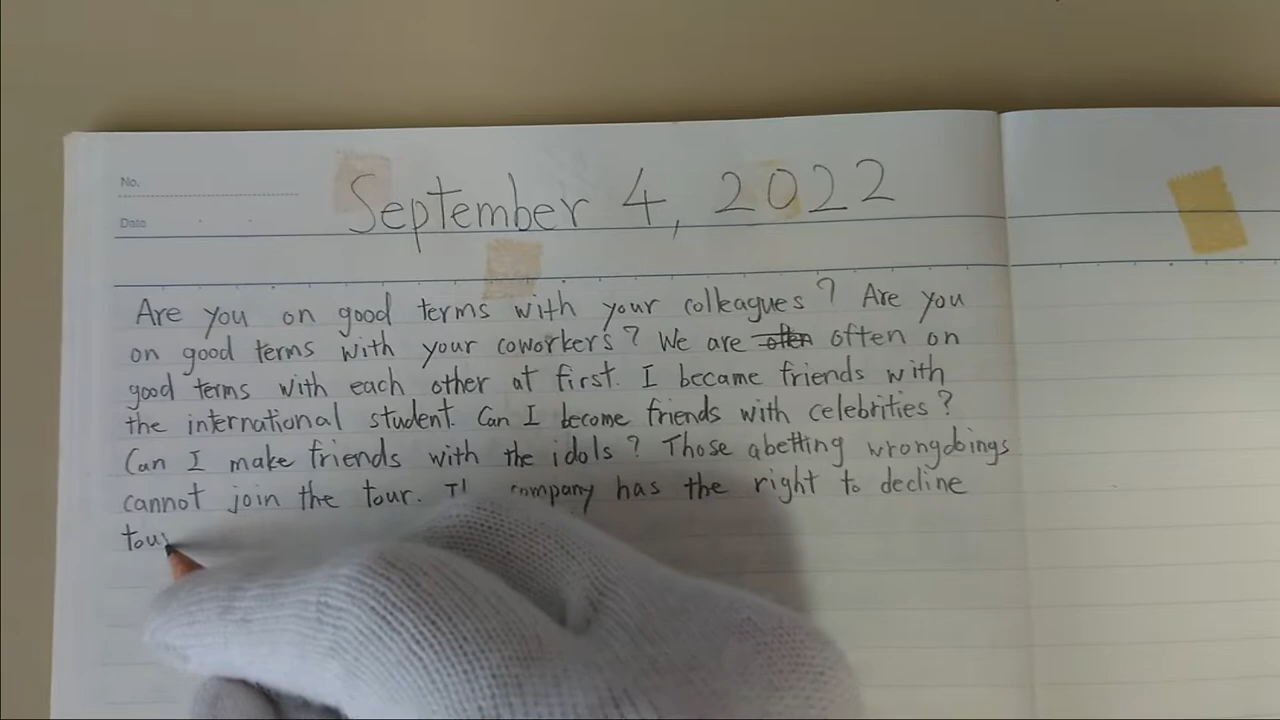 No.
Date
September 4, 2022
Are you on good terms with your colleagues? Are you
on good terms with your coworkers? We are often often on
good terms with each other at first. I became friends with
the international student. Can I become friends with celebrities?
Can I make friends with the idols? Those abetting wrongdoings
cannot join the tour. company has the right to decline